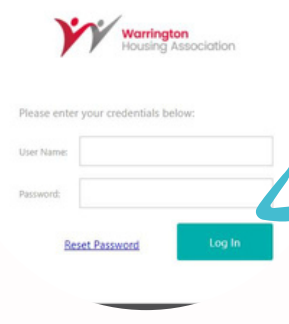 Warrington
Housing Association
Please enter your credentials below:
User Name:
Password:
Reset Password
Log In